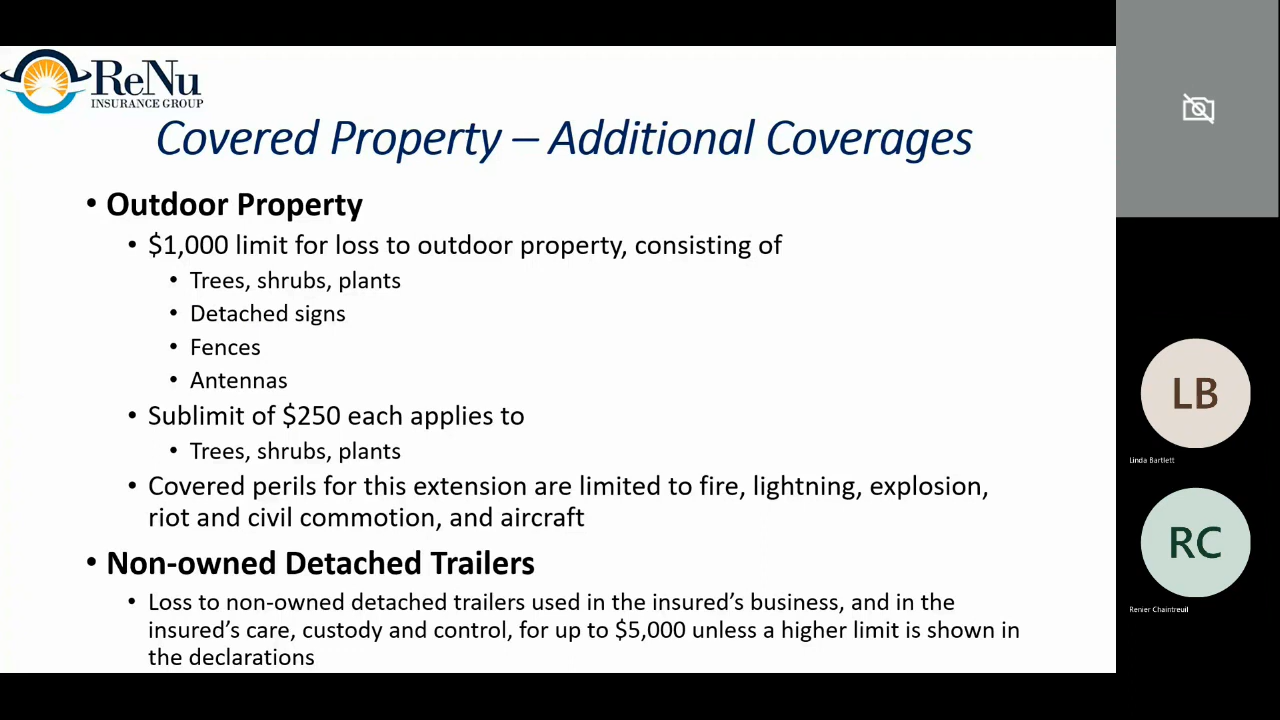 ReNu
INSURANCE GROUP
Covered Property – Additional Coverages
• Outdoor Property
• $1,000 limit for loss to outdoor property, consisting of
• Trees, shrubs, plants
• Detached signs
• Fences
• Antennas
• Sublimit of $250 each applies to
• Trees, shrubs, plants
• Covered perils for this extension are limited to fire, lightning, explosion,
riot and civil commotion, and aircraft
• Non-owned Detached Trailers
• Loss to non-owned detached trailers used in the insured’s business, and in the
insured’s care, custody and control, for up to $5,000 unless a higher limit is shown in
the declarations
LB
Linda Bartlett
RC
Renier Chaintreuil